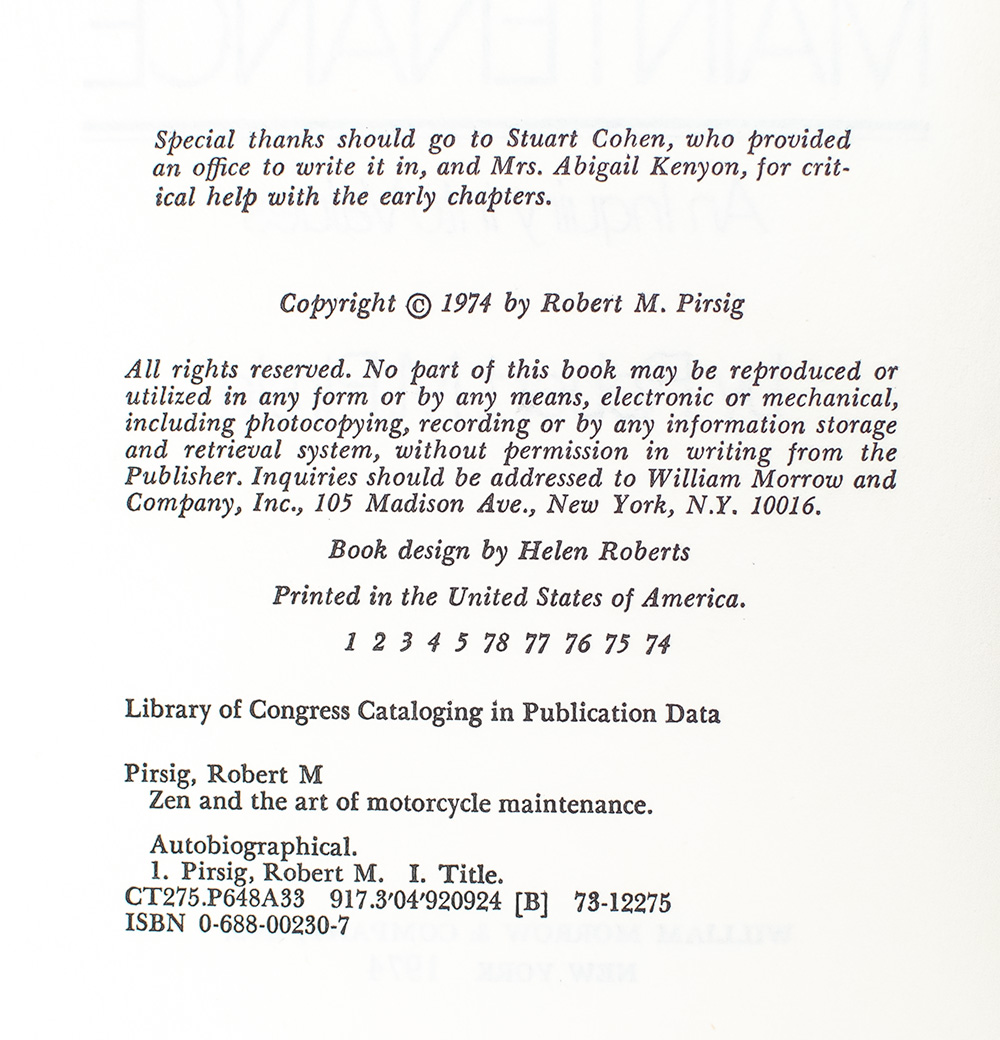 Special thanks should go to Stuart Cohen, who provided
an office to write it in, and Mrs. Abigail Kenyon, for crit-
ical help with the early chapters.
Copyright © 1974 by Robert M. Pirsig
All rights reserved. No part of this book may be reproduced or
utilized in any form or by any means, electronic or mechanical,
including photocopying, recording or by any information storage
and retrieval system, without permission in writing from the
Publisher. Inquiries should be addressed to William Morrow and
Company, Inc., 105 Madison Ave., New York, N.Y. 10016.
Book design by Helen Roberts
Printed in the United States of America.
1 2 3 4 5 78 77 76 75 74
Library of Congress Cataloging in Publication Data
Pirsig, Robert M
Zen and the art of motorcycle maintenance.
Autobiographical.
1. Pirsig, Robert M. I. Title.
CT275.P648A33 917.3'04'920924 [B] 73-12275
ISBN 0-688-00230-7